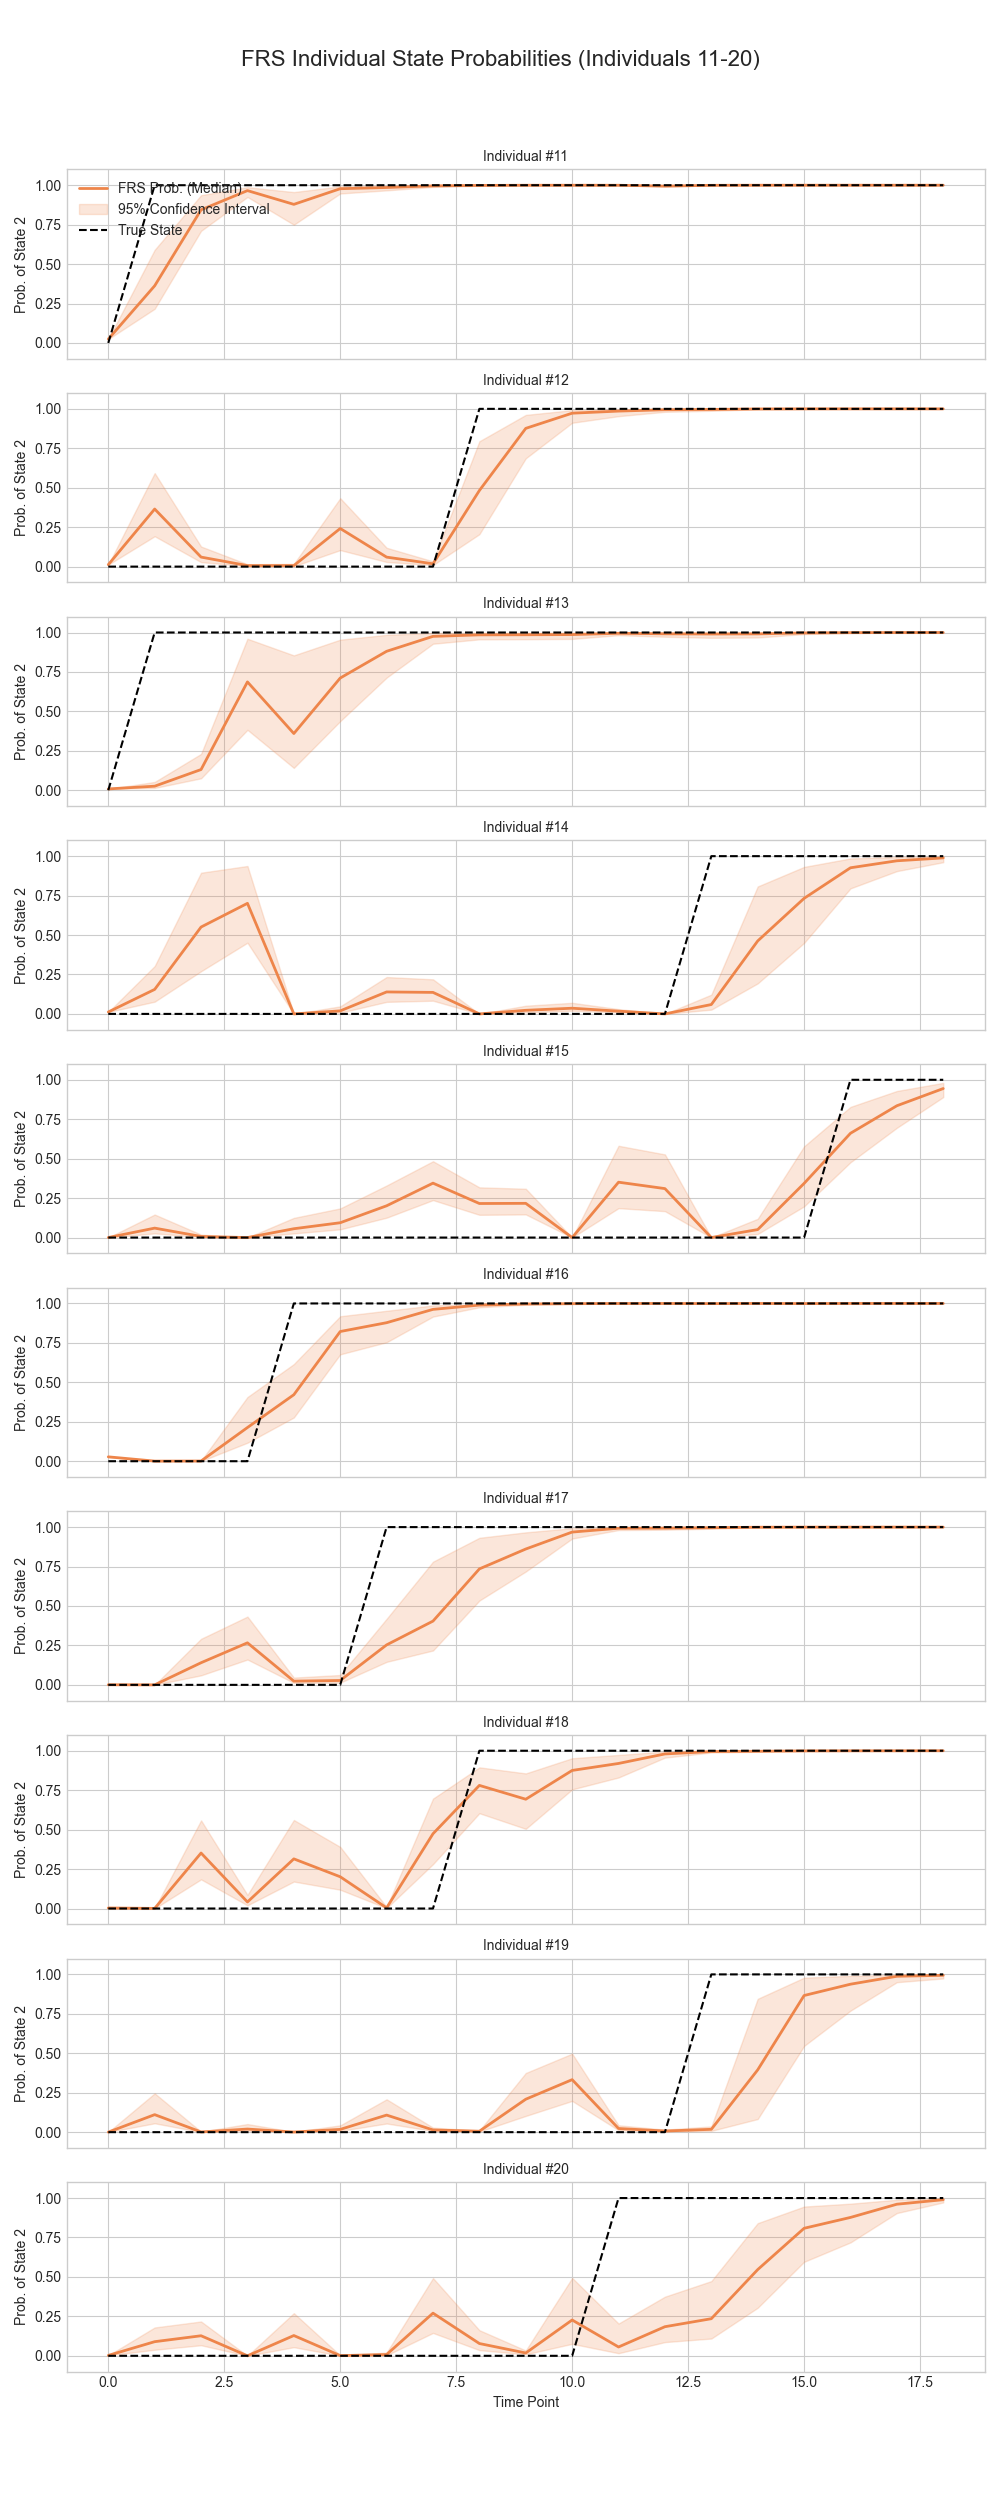 FRS Individual State Probabilities (Individuals 11-20)
Individual #11
FRS Prob. (Median)
95% Confidence Interval
True State
Prob. of State 2
1.00
0.75
0.50
0.25
0.00
Individual #12
Prob. of State 2
1.00
0.75
0.50
0.25
0.00
Individual #13
Prob. of State 2
1.00
0.75
0.50
0.25
0.00
Individual #14
Prob. of State 2
1.00
0.75
0.50
0.25
0.00
Individual #15
Prob. of State 2
1.00
0.75
0.50
0.25
0.00
Individual #16
Prob. of State 2
1.00
0.75
0.50
0.25
0.00
Individual #17
Prob. of State 2
1.00
0.75
0.50
0.25
0.00
Individual #18
Prob. of State 2
1.00
0.75
0.50
0.25
0.00
Individual #19
Prob. of State 2
1.00
0.75
0.50
0.25
0.00
Individual #20
Prob. of State 2
1.00
0.75
0.50
0.25
0.00
0.0 2.5 5.0 7.5 10.0 12.5 15.0 17.5
Time Point